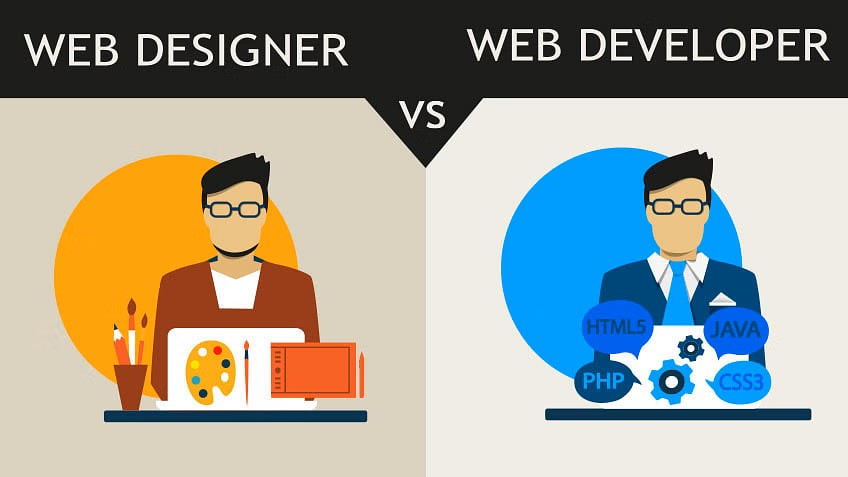 WEB DESIGNER
VS
WEB DEVELOPER
HTML5
JAVA
PHP
CSS3